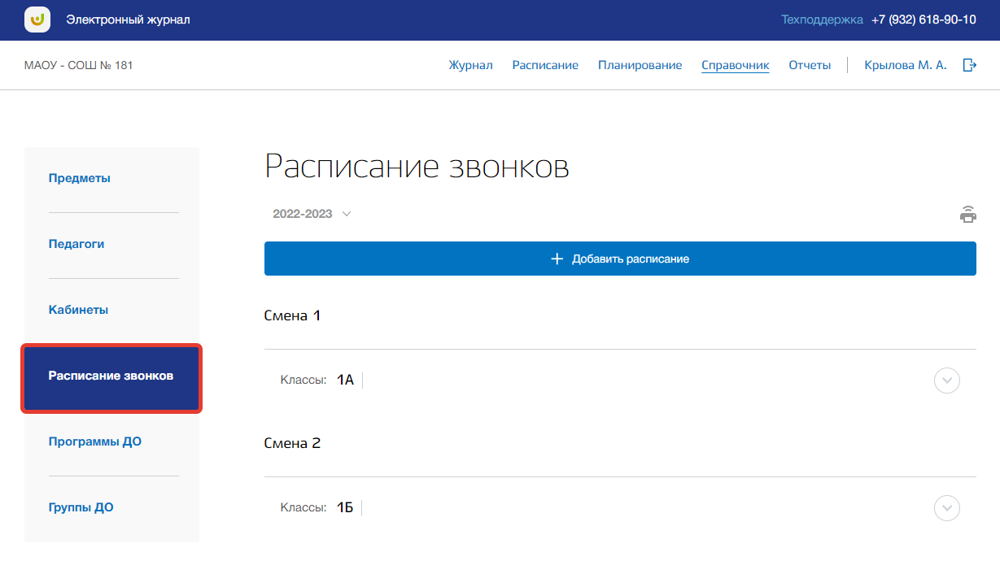 Электронный журнал
Техподдержка +7 (932) 618-90-10
МАОУ - СОШ № 181
Журнал Расписание Планирование Справочник Отчеты Крылова М. А.
Предметы
Педагоги
Кабинеты
Расписание звонков
Программы ДО
Группы ДО
Расписание звонков
2022-2023
Добавить расписание
Смена 1
Классы: 1А
Смена 2
Классы: 1Б